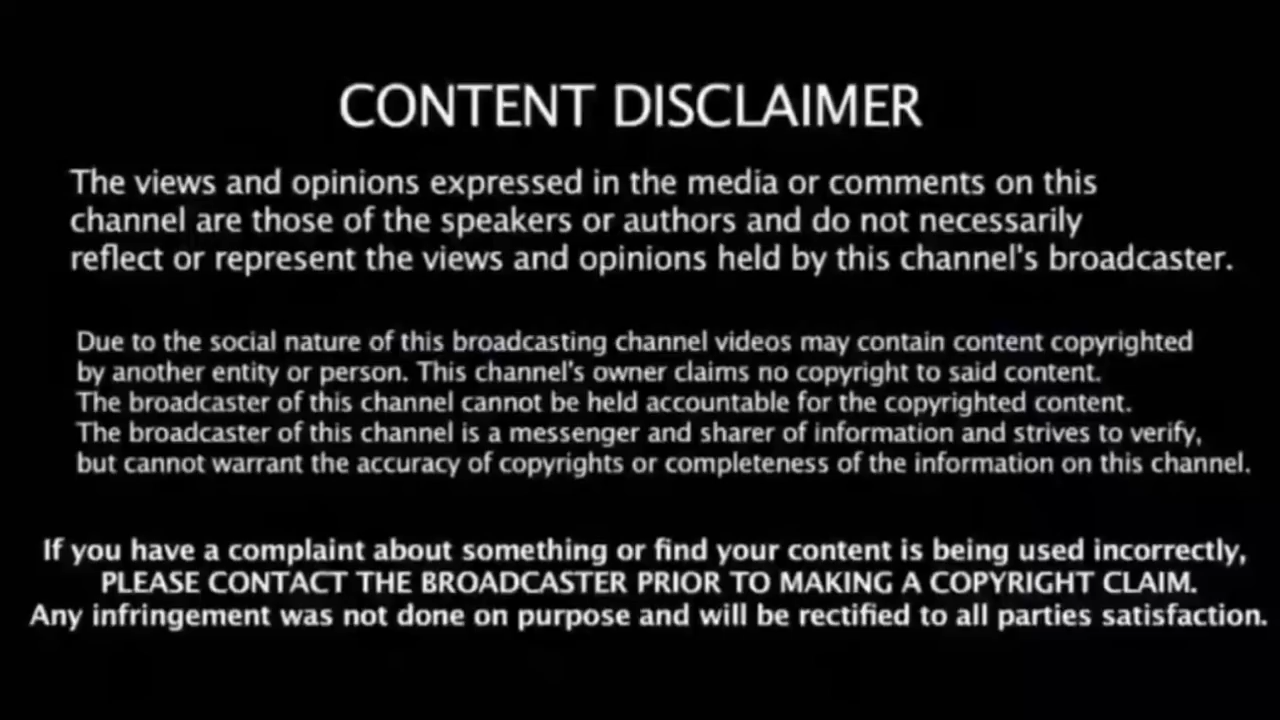 CONTENT DISCLAIMER
The views and opinions expressed in the media or comments on this
channel are those of the speakers or authors and do not necessarily
reflect or represent the views and opinions held by this channel's broadcaster.
Due to the social nature of this broadcasting channel videos may contain content copyrighted
by another entity or person. This channel's owner claims no copyright to said content.
The broadcaster of this channel cannot be held accountable for the copyrighted content.
The broadcaster of this channel is a messenger and sharer of information and strives to verify,
but cannot warrant the accuracy of copyrights or completeness of the information on this channel.
If you have a complaint about something or find your content is being used incorrectly,
PLEASE CONTACT THE BROADCASTER PRIOR TO MAKING A COPYRIGHT CLAIM.
Any infringement was not done on purpose and will be rectified to all parties satisfaction.